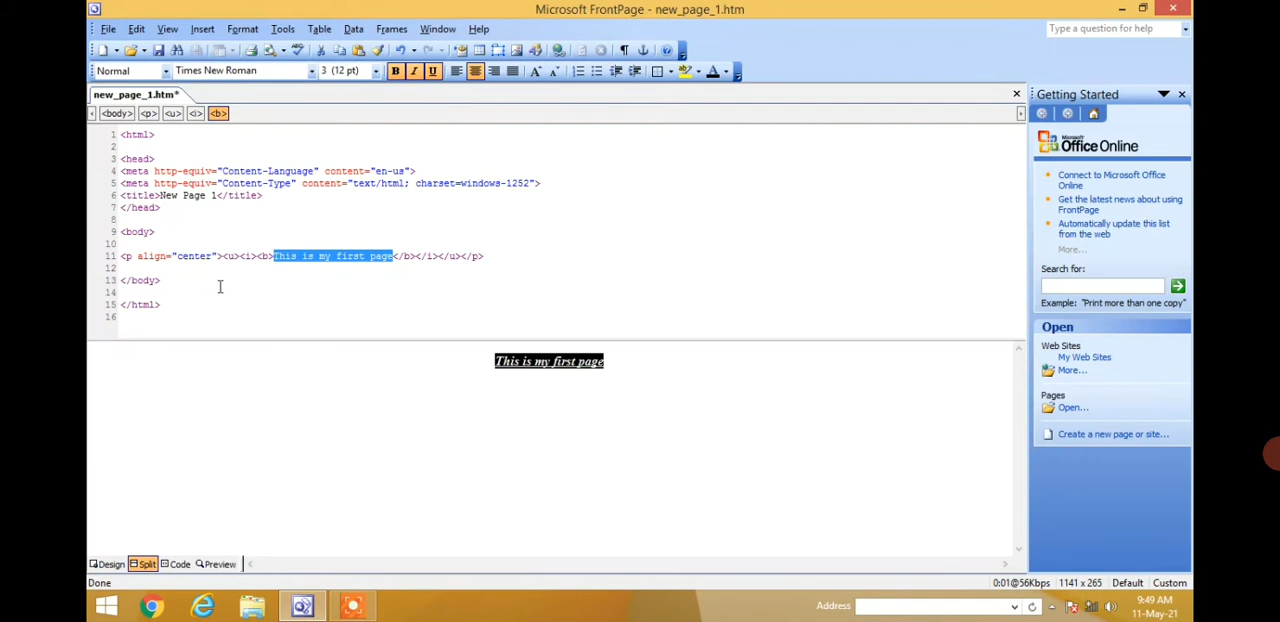 Microsoft FrontPage - new_page_1.htm
File Edit View Insert Format Tools Table Data Frames Window Help
Type a question for help
Normal Times New Roman 3 (12 pt) B I U A A A
new_page_1.htm*
Getting Started
<body> <p> <u> <i> <b>
1 <html>
2
3 <head>
4 <meta http-equiv="Content-Language" content="en-us">
5 <meta http-equiv="Content-Type" content="text/html; charset=windows-1252">
6 <title>New Page 1</title>
7 </head>
8
9 <body>
10
11 <p align="center"><u><i><b>This is my first page</b></i></u></p>
12
13 </body>
14
15 </html>
16
This is my first page
Design Split Code Preview
Done
0:01@56Kbps 1141 x 265 Default Custom
Office Online
Connect to Microsoft Office
Online
Get the latest news about using
FrontPage
Automatically update this list
from the web
More...
Search for:
Example: "Print more than one copy"
Open
Web Sites
My Web Sites
More...
Pages
Open...
Create a new page or site...
Address
9:49 AM
11-May-21